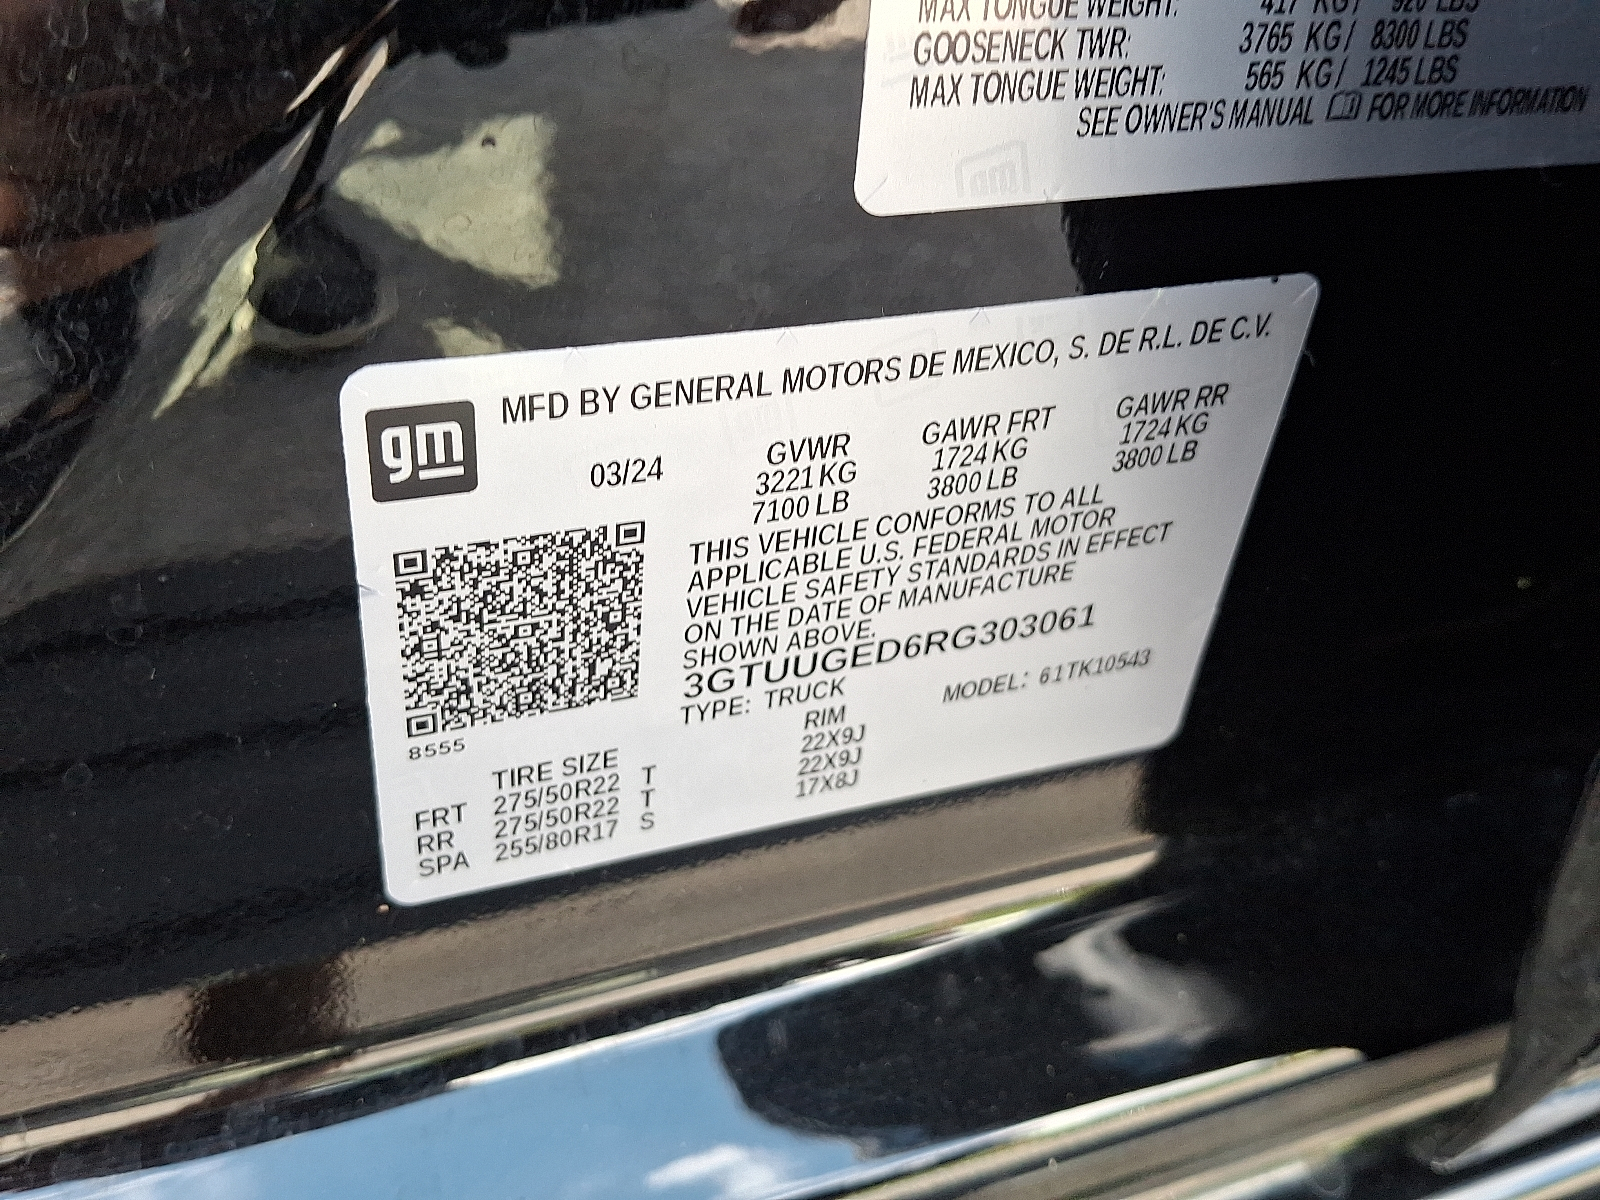 MAX TONGUE WEIGHT: 417 KG/ 920 LBS
GOOSENECK TWR: 3765 KG/ 8300 LBS
MAX TONGUE WEIGHT: 565 KG/ 1245 LBS
SEE OWNER'S MANUAL FOR MORE INFORMATION
gm
gm
MFD BY GENERAL MOTORS DE MEXICO, S. DE R.L. DE C.V.
03/24
GVWR GAWR FRT GAWR RR
3221 KG 1724 KG 1724 KG
7100 LB 3800 LB 3800 LB
THIS VEHICLE CONFORMS TO ALL
APPLICABLE U.S. FEDERAL MOTOR
VEHICLE SAFETY STANDARDS IN EFFECT
ON THE DATE OF MANUFACTURE
SHOWN ABOVE.
3GTUUGED6RG303061
TYPE: TRUCK MODEL: 61TK10543
8555
TIRE SIZE RIM
FRT 275/50R22 T 22X9J
RR 275/50R22 T 22X9J
SPA 255/80R17 S 17X8J